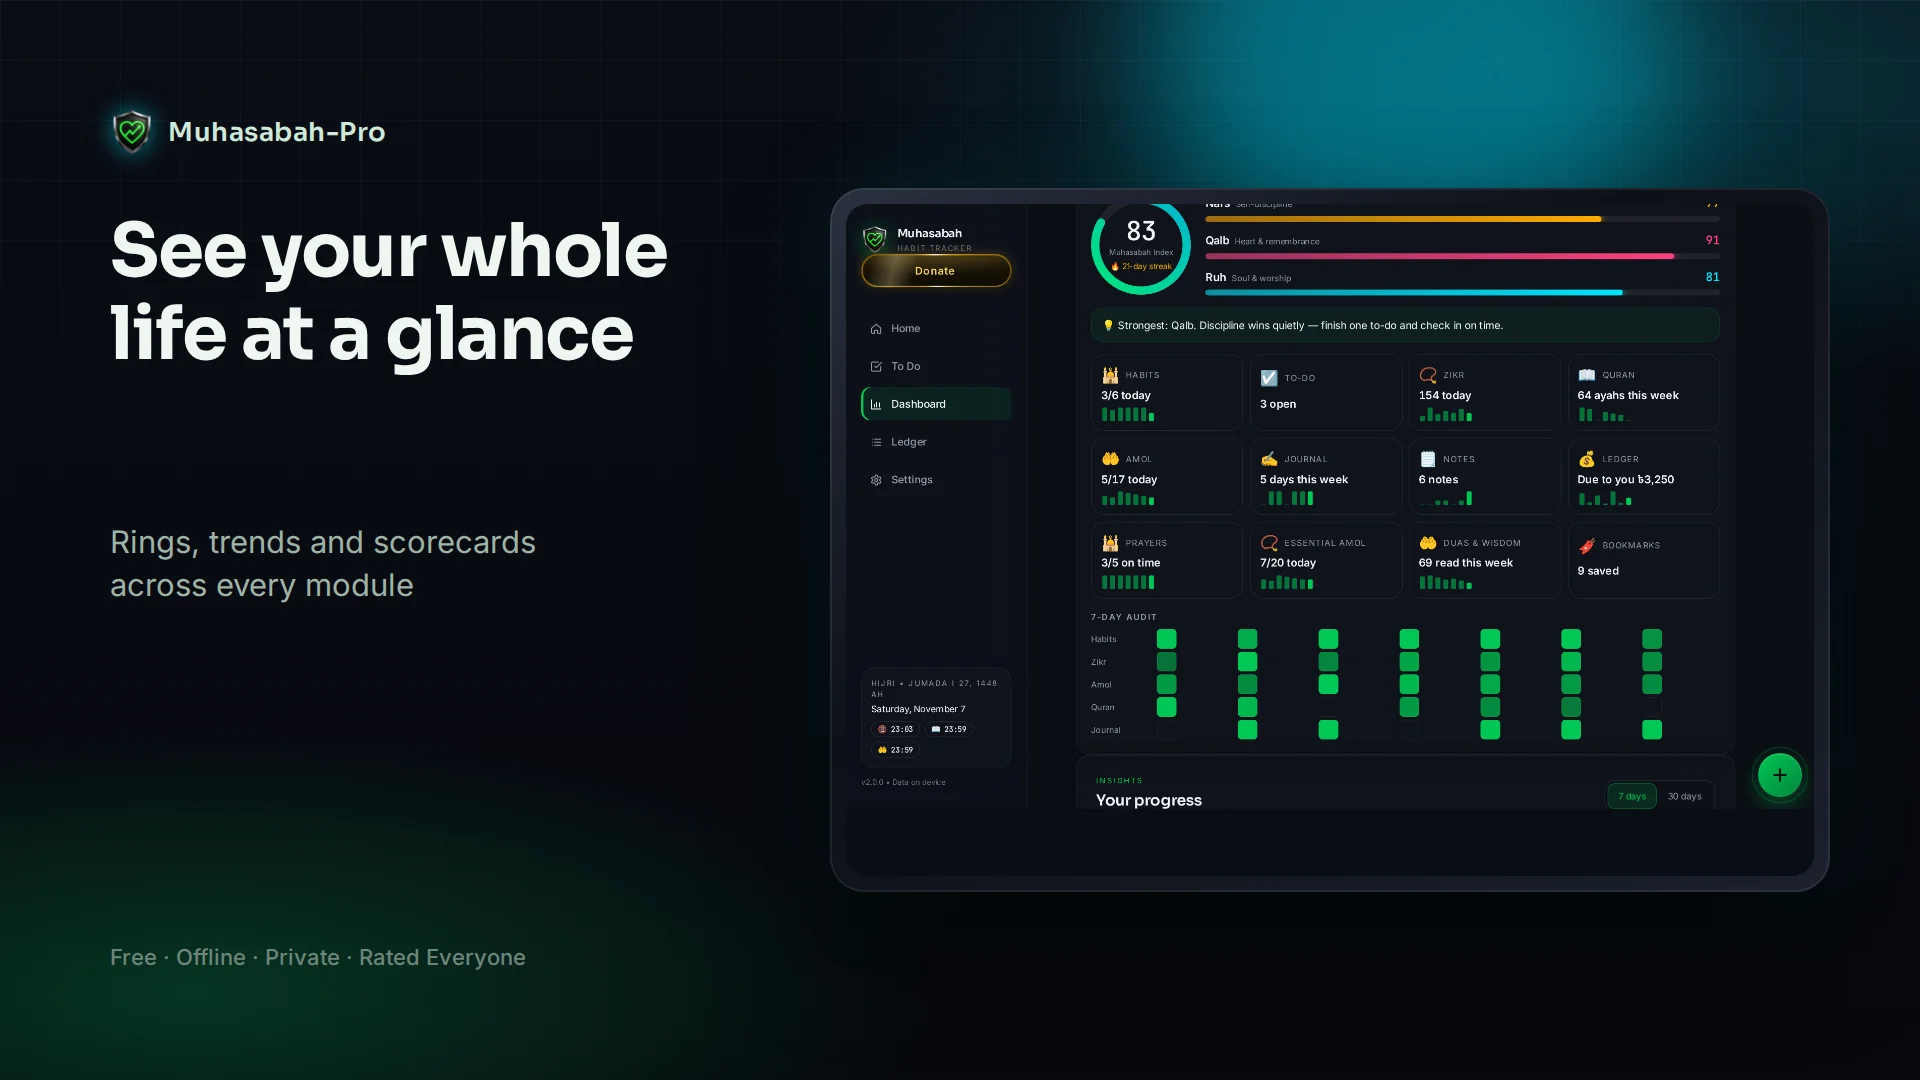 Muhasabah-Pro
See your whole
life at a glance
Rings, trends and scorecards
across every module
Free · Offline · Private · Rated Everyone
Muhasabah
HABIT TRACKER
Donate
Home
To Do
Dashboard
Ledger
Settings
HIJRI • JUMADA I 27, 1448
AH
Saturday, November 7
23:03
23:59
23:59
v2.0.0 • Data on device
83
Muhasabah Index
🔥 21-day streak
Nafs Self-discipline 77
Qalb Heart & remembrance 91
Ruh Soul & worship 81
💡 Strongest: Qalb. Discipline wins quietly — finish one to-do and check in on time.
HABITS
3/6 today
TO-DO
3 open
ZIKR
154 today
QURAN
64 ayahs this week
AMOL
5/17 today
JOURNAL
5 days this week
NOTES
6 notes
LEDGER
Due to you ৳3,250
PRAYERS
3/5 on time
ESSENTIAL AMOL
7/20 today
DUAS & WISDOM
69 read this week
BOOKMARKS
9 saved
7-DAY AUDIT
Habits
Zikr
Amol
Quran
Journal
INSIGHTS
Your progress
7 days
30 days